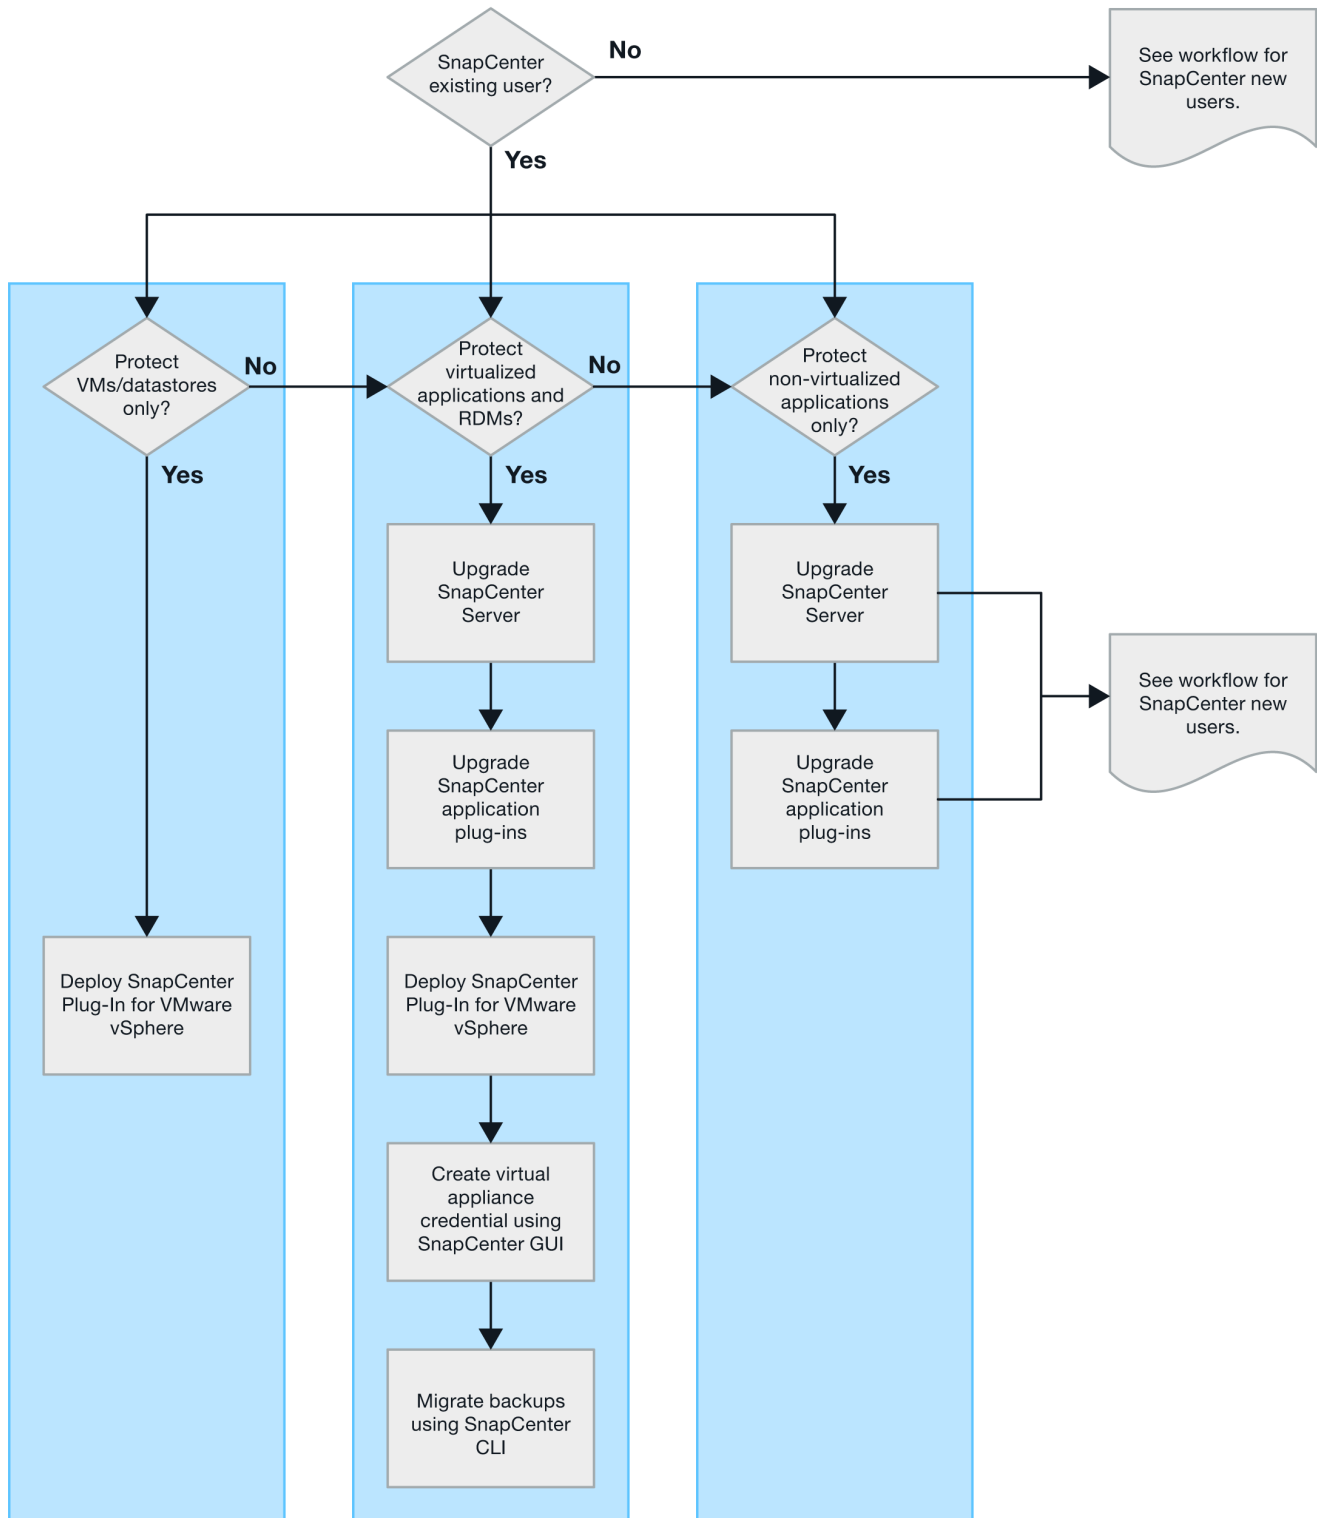 SnapCenter
existing user?
No
See workflow for
SnapCenter new
users.
Yes
Protect
VMs/datastores
only?
No
Protect
virtualized
applications and
RDMs?
No
Protect
non-virtualized
applications
only?
Yes
Yes
Yes
Upgrade
SnapCenter
Server
Upgrade
SnapCenter
Server
See workflow for
SnapCenter new
users.
Upgrade
SnapCenter
application
plug-ins
Upgrade
SnapCenter
application
plug-ins
Deploy SnapCenter
Plug-In for VMware
vSphere
Deploy SnapCenter
Plug-In for VMware
vSphere
Create virtual
appliance
credential using
SnapCenter GUI
Migrate backups
using SnapCenter
CLI